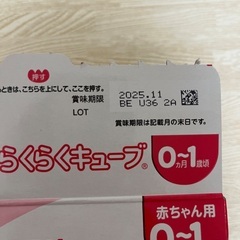 押す
ときは、こちらを上にして、ここを押す。
賞味期限 2025.11
LOT BE U36 2A
賞味期限は記載月の末日です。
らくらくキューブ®
0~1
ヵ月 歳頃
赤ちゃん用
0~1